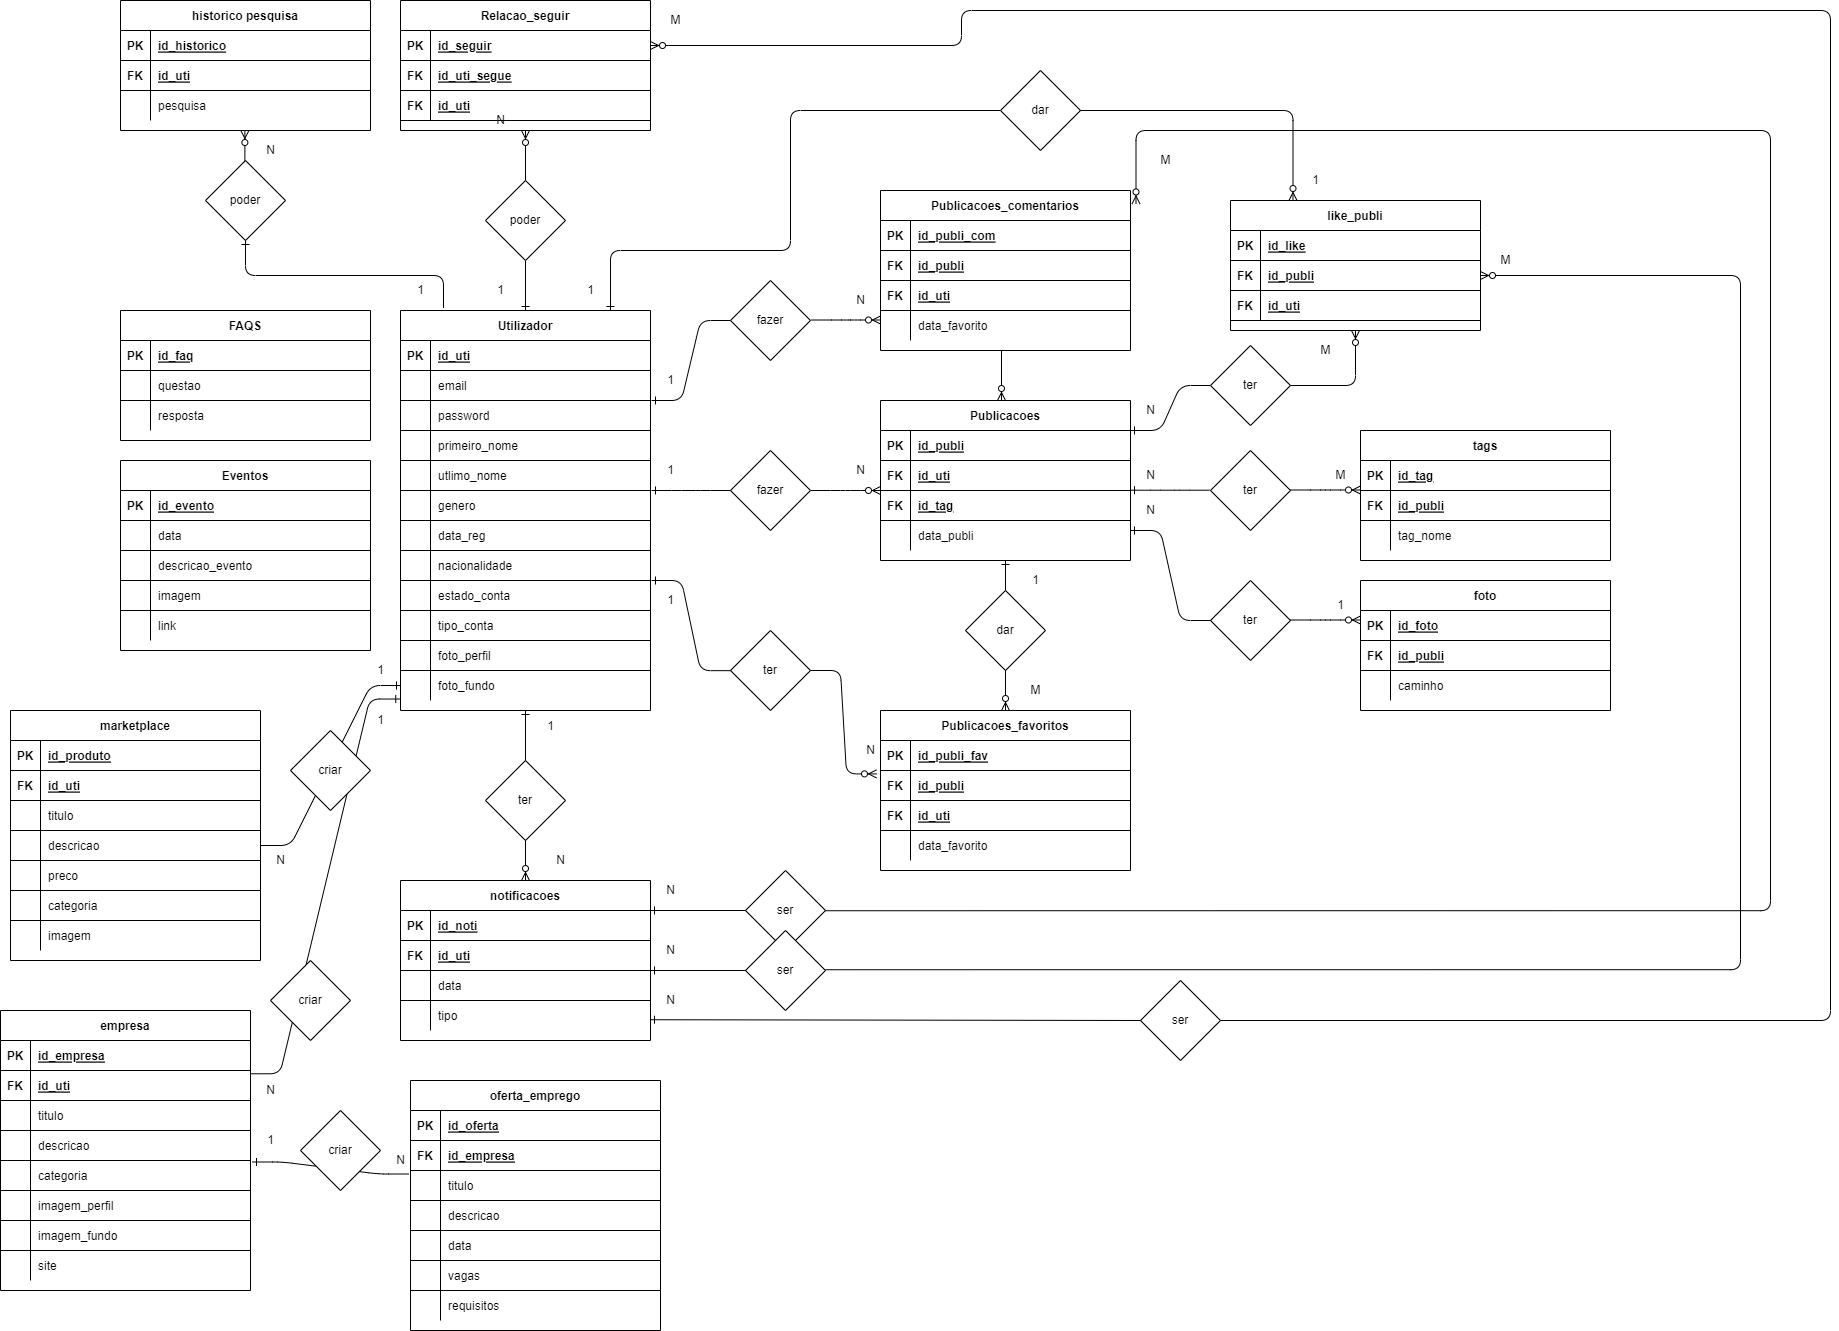 historico pesquisa
PK id_historico
FK id_uti
pesquisa
N
poder
1
Relacao_seguir
PK id_seguir
FK id_uti_segue
FK id_uti
N
poder
1
M
dar
1
1
FAQS
PK id_faq
questao
resposta
Eventos
PK id_evento
data
descricao_evento
imagem
link
Utilizador
PK id_uti
email
password
primeiro_nome
utlimo_nome
genero
data_reg
nacionalidade
estado_conta
tipo_conta
foto_perfil
foto_fundo
1
fazer
N
1
fazer
N
1
ter
N
Publicacoes_comentarios
PK id_publi_com
FK id_publi
FK id_uti
data_favorito
M
like_publi
PK id_like
FK id_publi
FK id_uti
M
M
ter
N
Publicacoes
PK id_publi
FK id_uti
FK id_tag
data_publi
N
ter
M
N
ter
1
tags
PK id_tag
FK id_publi
tag_nome
foto
PK id_foto
FK id_publi
caminho
1
dar
M
Publicacoes_favoritos
PK id_publi_fav
FK id_publi
FK id_uti
data_favorito
1
1
criar
N
marketplace
PK id_produto
FK id_uti
titulo
descricao
preco
categoria
imagem
1
ter
N
notificacoes
PK id_noti
FK id_uti
data
tipo
N
ser
N
ser
N
ser
criar
N
empresa
PK id_empresa
FK id_uti
titulo
descricao
categoria
imagem_perfil
imagem_fundo
site
1
criar
N
oferta_emprego
PK id_oferta
FK id_empresa
titulo
descricao
data
vagas
requisitos